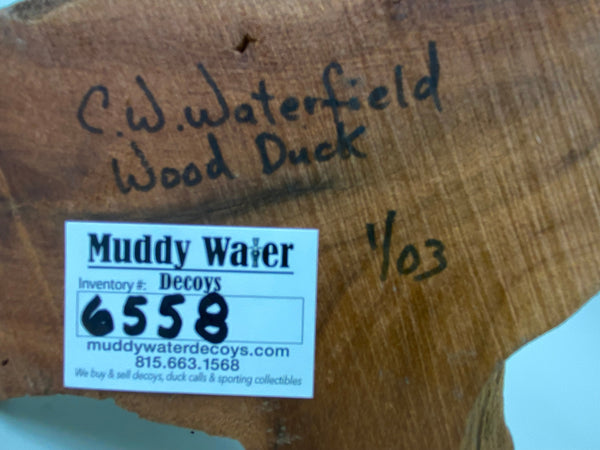 C.W. Waterfield
Wood Duck
1/03
Muddy Water
Inventory #: Decoys
6558
muddywaterdecoys.com
815.663.1568
We buy & sell decoys, duck calls & sporting collectibles